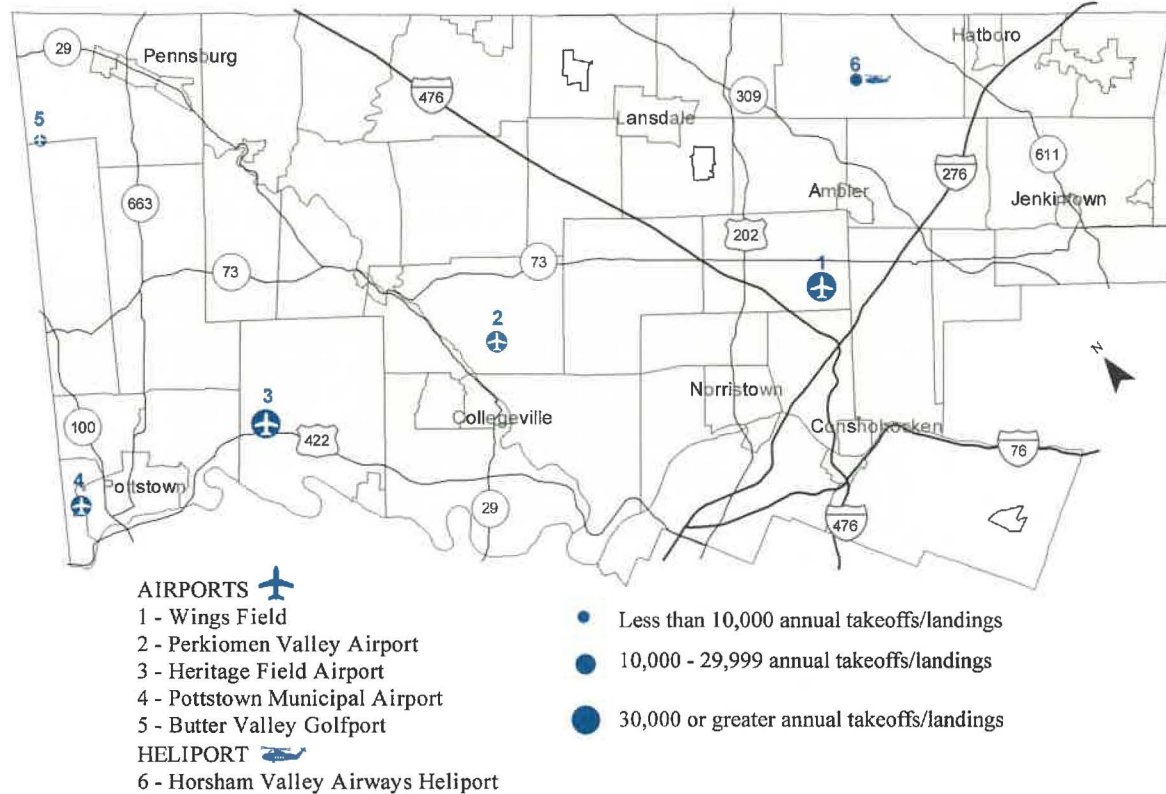 Hatboro
29
Pennsburg
6
476
309
5
Lansdale
611
276
Ambler
Jenkintown
663
202
73
73
1
2
N
3
Norristown
Collegeville
100
422
Conshohocken
76
4
Pottstown
29
476
AIRPORTS
1 - Wings Field
2 - Perkiomen Valley Airport
3 - Heritage Field Airport
4 - Pottstown Municipal Airport
5 - Butter Valley Golfport
HELIPORT
6 - Horsham Valley Airways Heliport
Less than 10,000 annual takeoffs/landings
10,000 - 29,999 annual takeoffs/landings
30,000 or greater annual takeoffs/landings